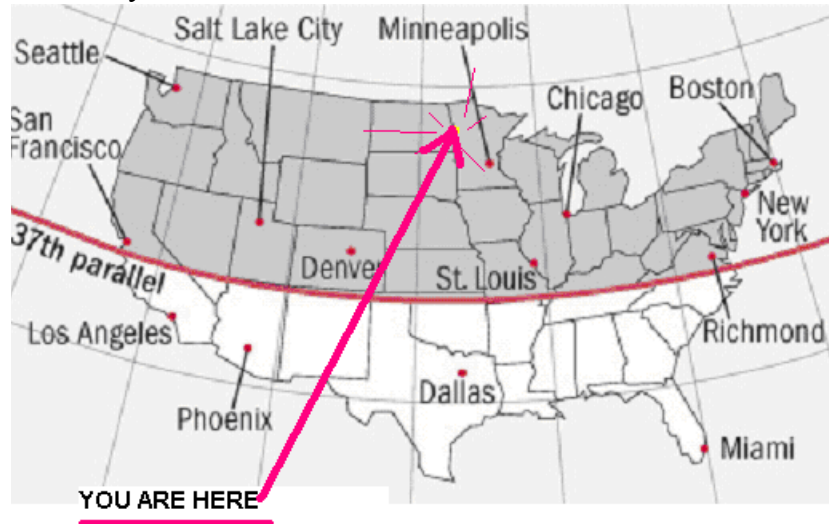 Salt Lake City
Minneapolis
Seattle
Chicago
Boston
San
Francisco
New
York
37th parallel
Denver
St. Louis
Los Angeles
Richmond
Dallas
Phoenix
Miami
YOU ARE HERE